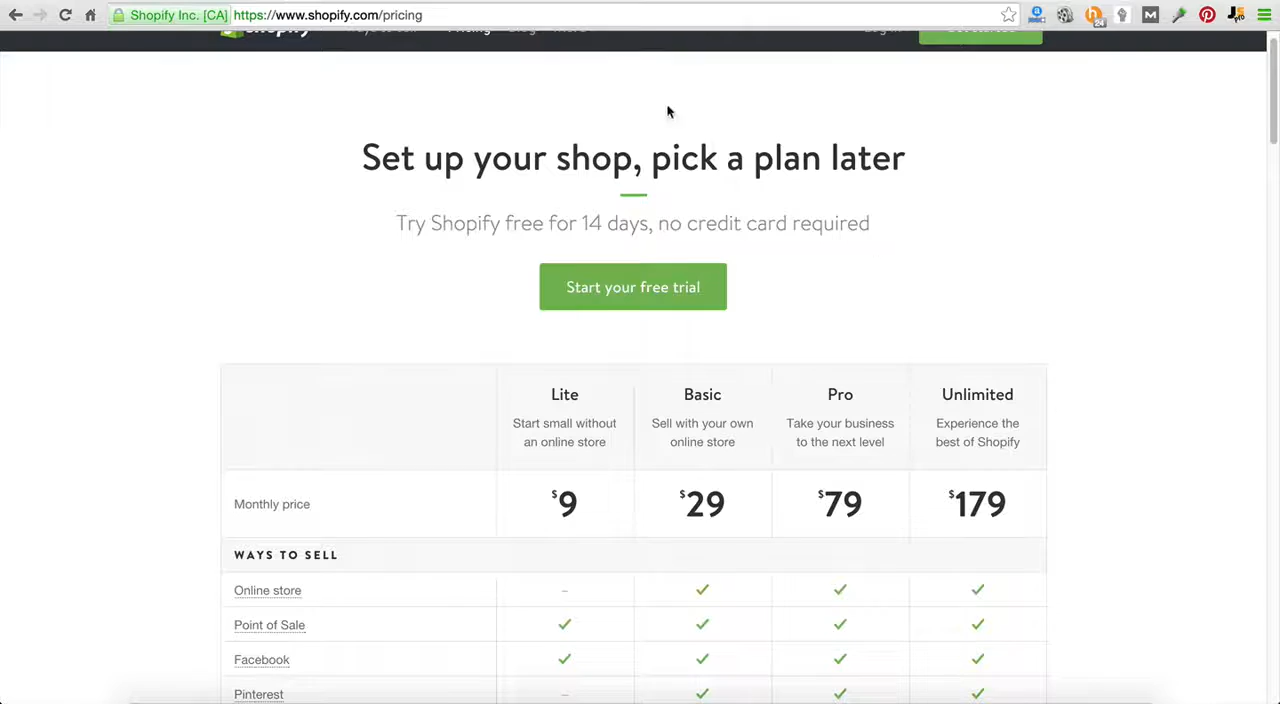 Shopify Inc. [CA] https://www.shopify.com/pricing
24
Shopify Pricing
Set up your shop, pick a plan later
Try Shopify free for 14 days, no credit card required
Start your free trial
Lite Basic Pro Unlimited
Start small without Sell with your own Take your business Experience the
an online store online store to the next level best of Shopify
Monthly price $9 $29 $79 $179
WAYS TO SELL
Online store –
Point of Sale
Facebook
Pinterest –